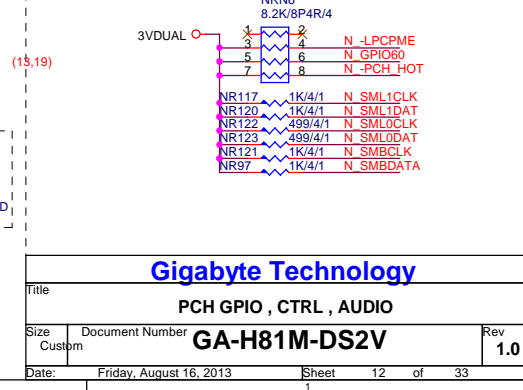 NRN6
8.2K/8P4R/4
3VDUAL
1 2
3 4 N_-LPCPME
5 6 N_GPIO60
7 8 N_-PCH_HOT
(13,19)
NR117 1K/4/1 N_SML1CLK
NR120 1K/4/1 N_SML1DAT
NR122 499/4/1 N_SML0CLK
NR123 499/4/1 N_SML0DAT
NR121 1K/4/1 N_SMBCLK
NR97 1K/4/1 N_SMBDATA
D
Gigabyte Technology
Title
PCH GPIO , CTRL , AUDIO
Size Document Number Rev
Custom GA-H81M-DS2V 1.0
Date: Friday, August 16, 2013 Sheet 12 of 33
1